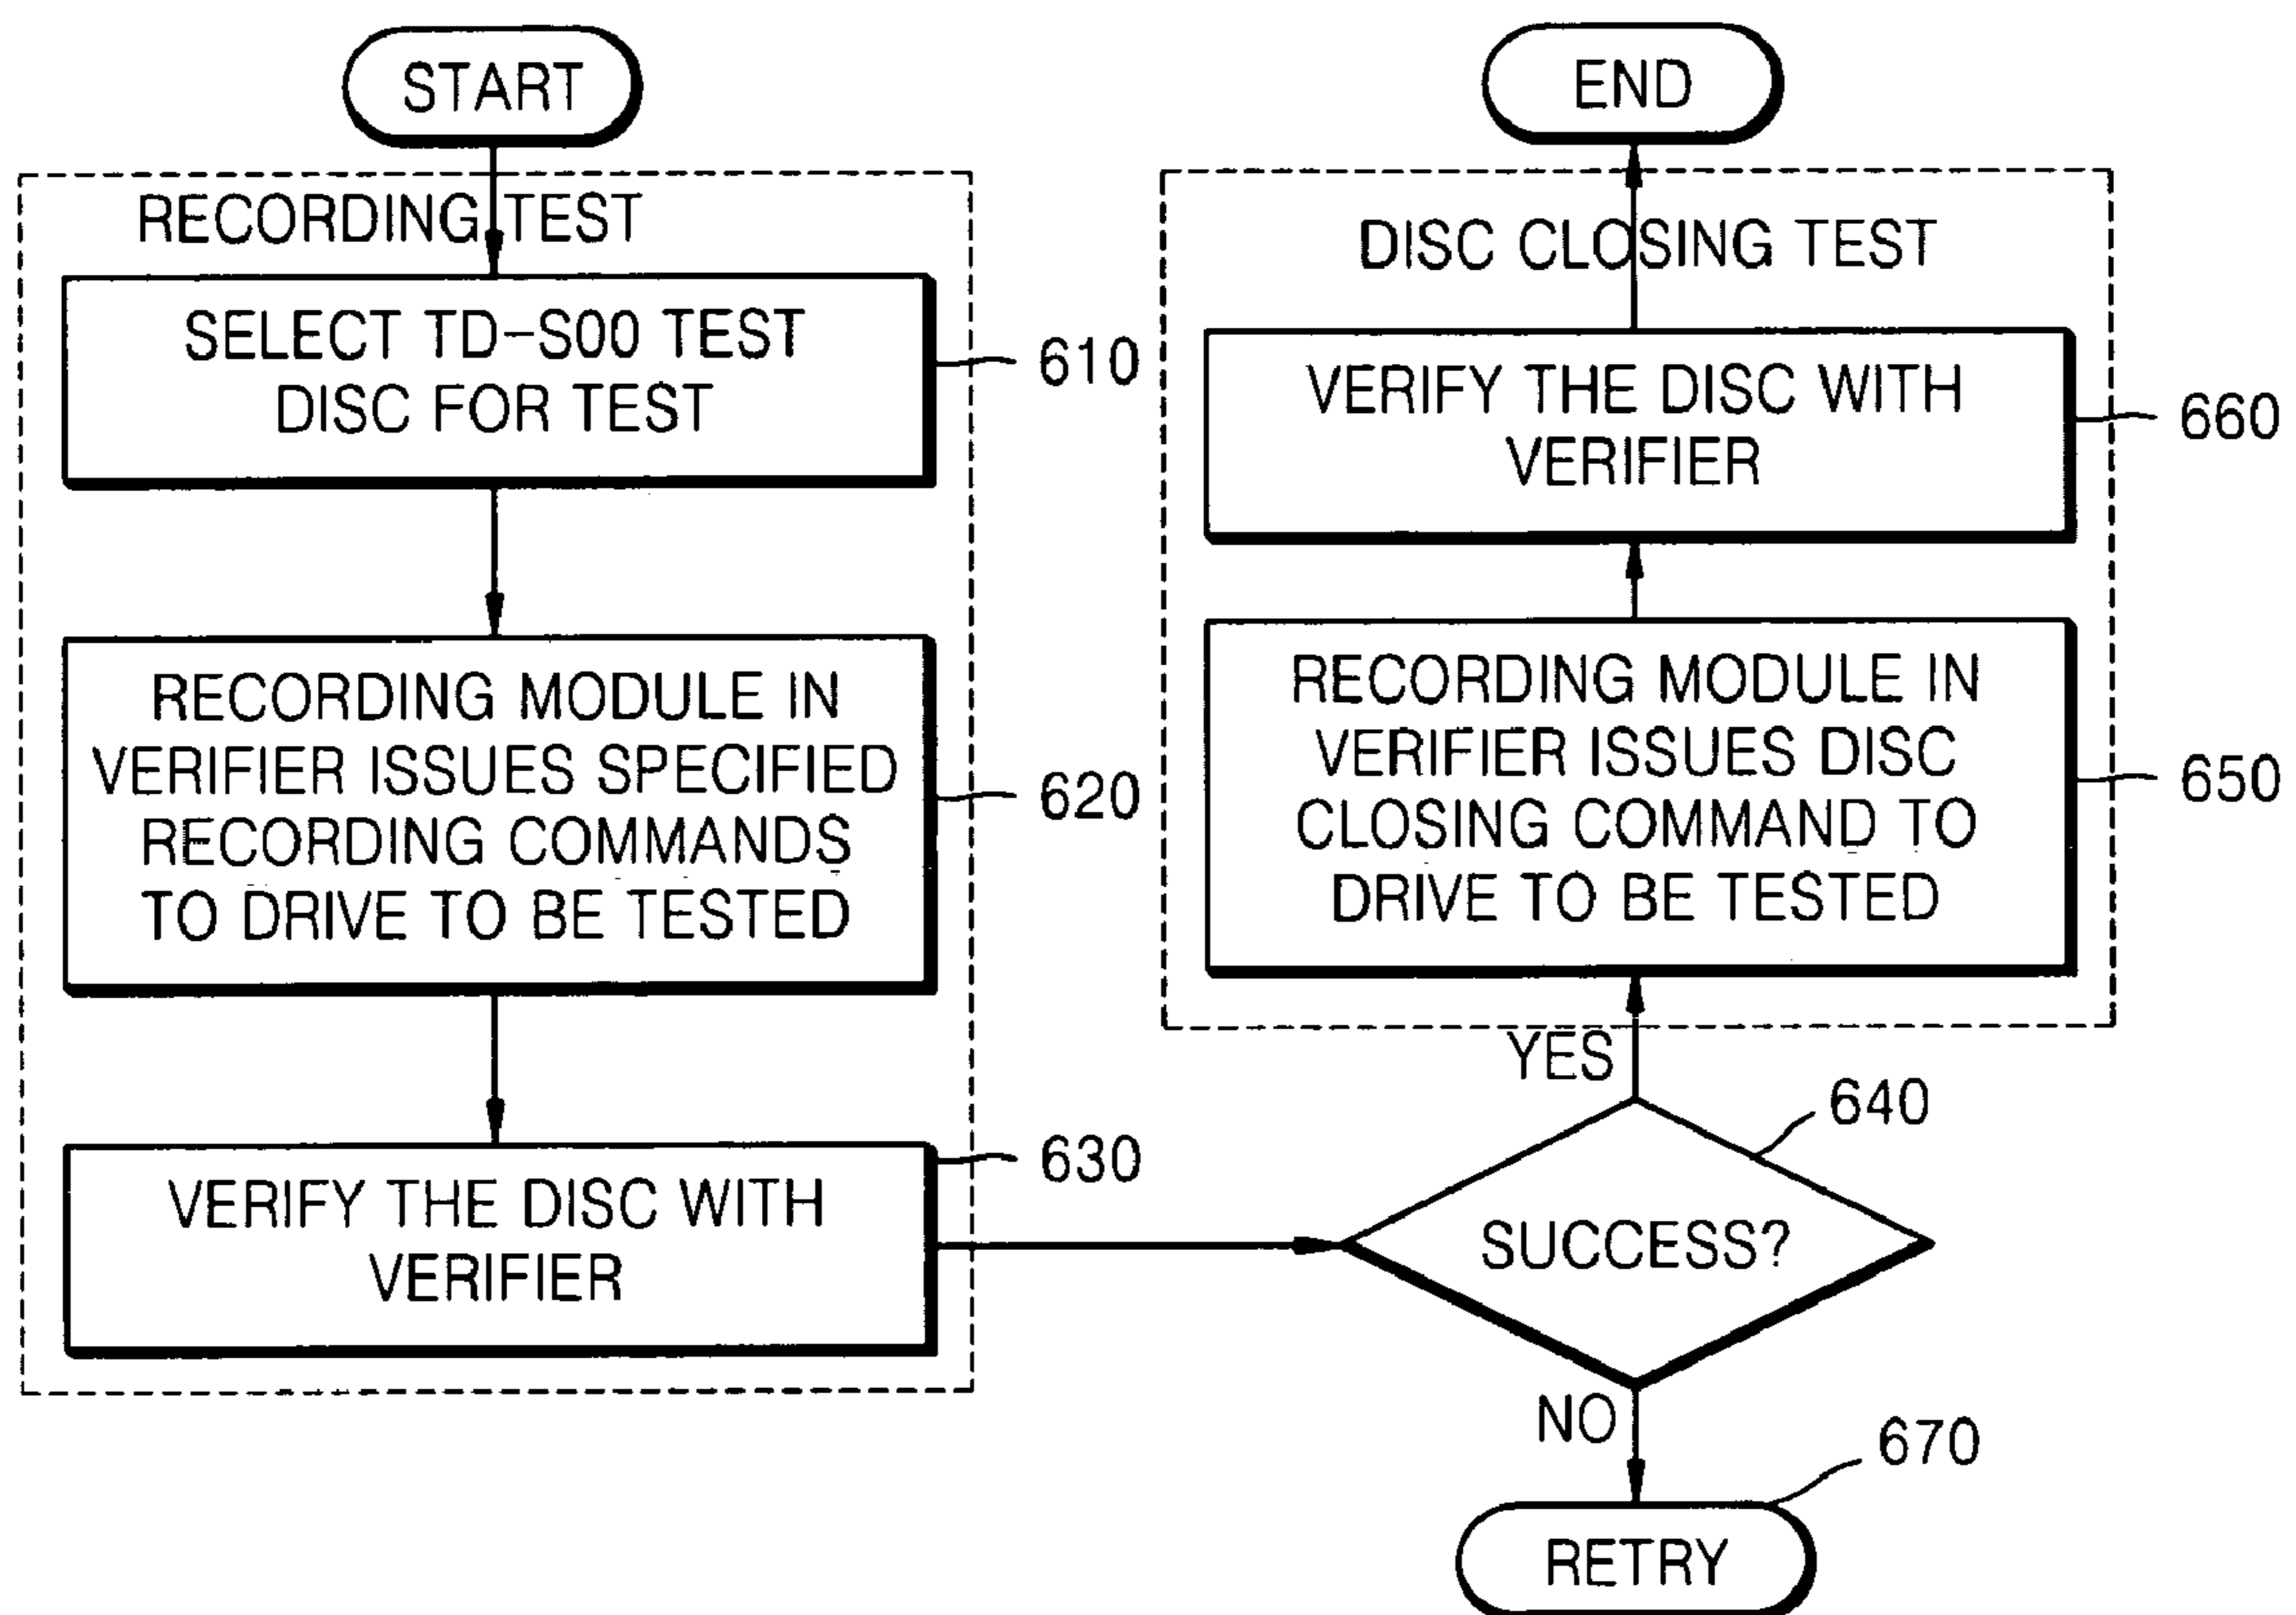 START
RECORDING TEST
SELECT TD-S00 TEST
DISC FOR TEST
610
RECORDING MODULE IN
VERIFIER ISSUES SPECIFIED
RECORDING COMMANDS
TO DRIVE TO BE TESTED
620
VERIFY THE DISC WITH
VERIFIER
630
SUCCESS?
640
YES
NO
RECORDING MODULE IN
VERIFIER ISSUES DISC
CLOSING COMMAND TO
DRIVE TO BE TESTED
650
VERIFY THE DISC WITH
VERIFIER
660
DISC CLOSING TEST
END
RETRY
670